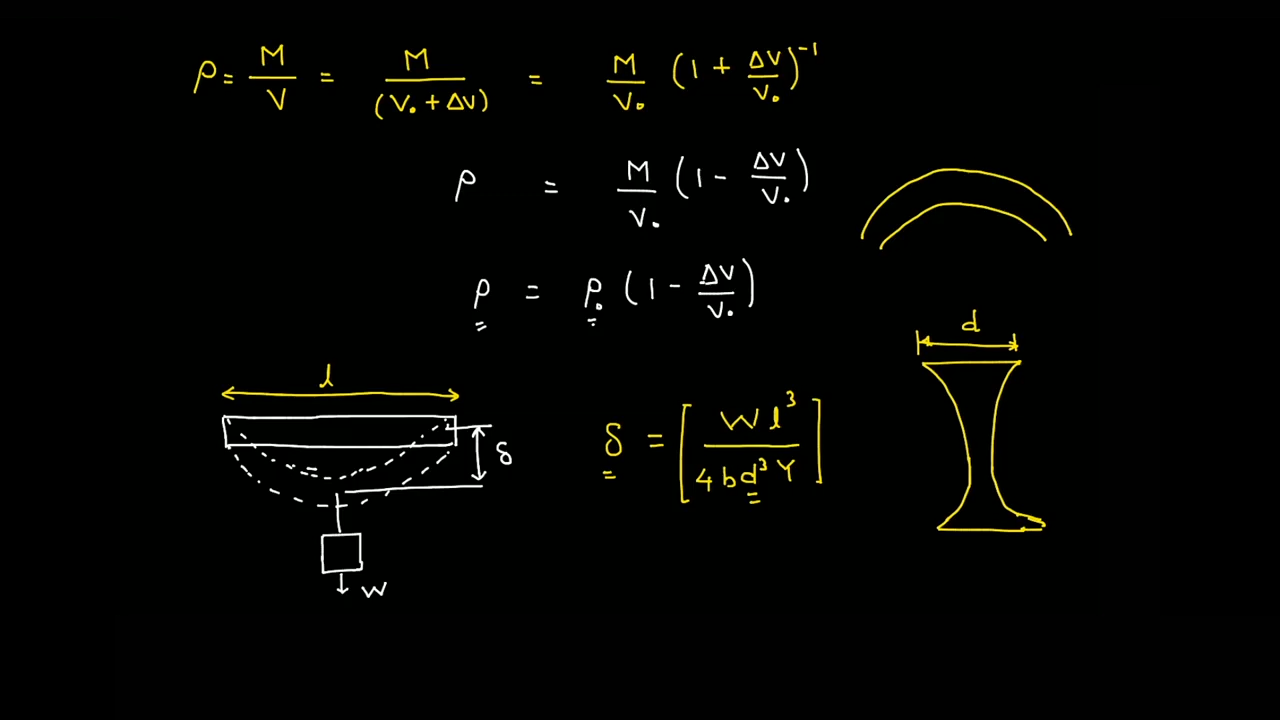 ρ = M/V = M/(V₀ + ΔV) = M/V₀ (1 + ΔV/V₀)⁻¹
ρ = M/V₀ (1 - ΔV/V₀)
ρ = ρ₀ (1 - ΔV/V₀)
d
l
δ = [Wl³/4bd³Y]
δ
W